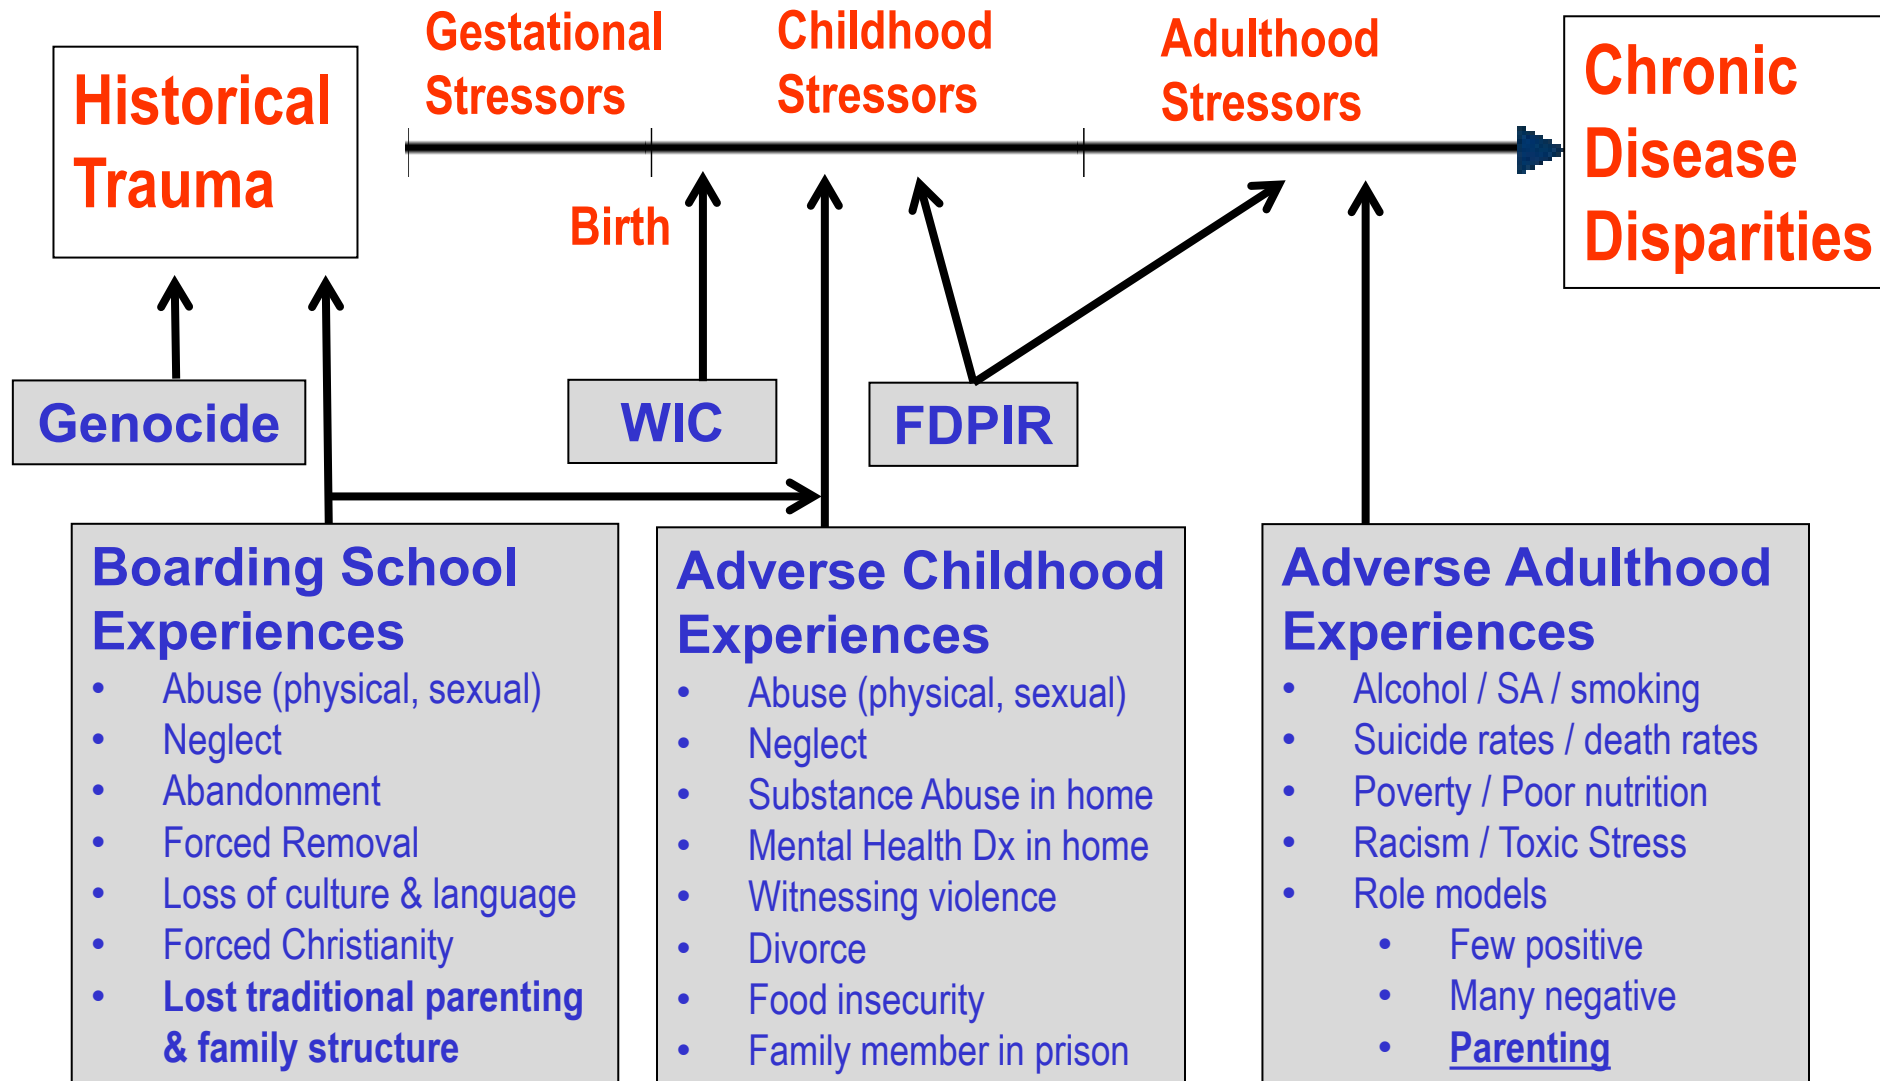 Historical
Trauma
Gestational
Stressors
Childhood
Stressors
Adulthood
Stressors
Chronic
Disease
Disparities
Birth
Genocide
WIC
FDPIR
Boarding School
Experiences
• Abuse (physical, sexual)
• Neglect
• Abandonment
• Forced Removal
• Loss of culture & language
• Forced Christianity
• Lost traditional parenting
& family structure
Adverse Childhood
Experiences
• Abuse (physical, sexual)
• Neglect
• Substance Abuse in home
• Mental Health Dx in home
• Witnessing violence
• Divorce
• Food insecurity
• Family member in prison
Adverse Adulthood
Experiences
• Alcohol / SA / smoking
• Suicide rates / death rates
• Poverty / Poor nutrition
• Racism / Toxic Stress
• Role models
• Few positive
• Many negative
• Parenting